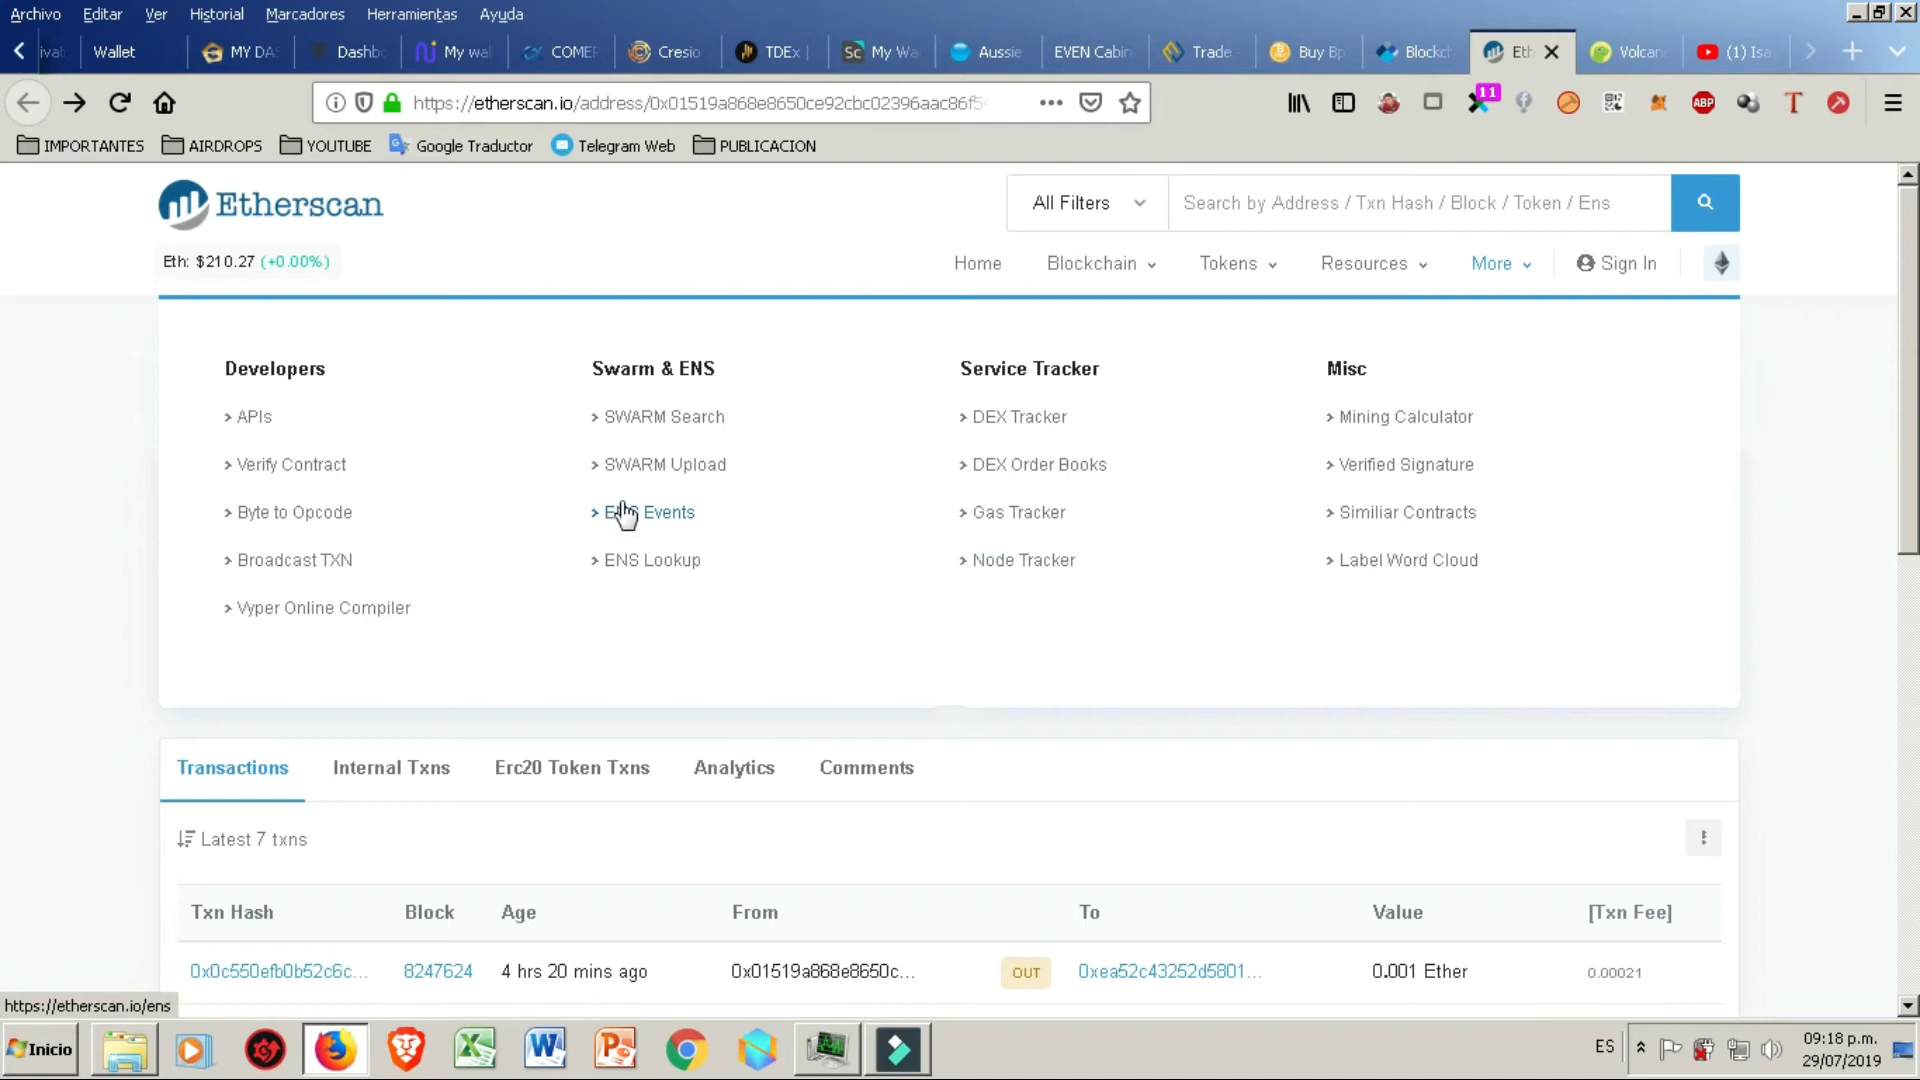 Archivo Editar Ver Historial Marcadores Herramientas Ayuda
Wallet MY DA Dashbo My wal COMER Cresio TDEx | My Wa Aussie EVEN Cabin Trade Buy Bp Blockch Eth Volcan (1) Isa
https://etherscan.io/address/0x01519a868e8650ce92cbc02396aac86f5
11
ABP
IMPORTANTES AIRDROPS YOUTUBE Google Traductor Telegram Web PUBLICACION
Etherscan
All Filters Search by Address / Txn Hash / Block / Token / Ens
Eth: $210.27 (+0.00%)
Home Blockchain Tokens Resources More Sign In
Developers Swarm & ENS Service Tracker Misc
APIs SWARM Search DEX Tracker Mining Calculator
Verify Contract SWARM Upload DEX Order Books Verified Signature
Byte to Opcode ENS Events Gas Tracker Similiar Contracts
Broadcast TXN ENS Lookup Node Tracker Label Word Cloud
Vyper Online Compiler
Transactions Internal Txns Erc20 Token Txns Analytics Comments
Latest 7 txns
Txn Hash Block Age From To Value [Txn Fee]
0x0c550efb0b52c6c... 8247624 4 hrs 20 mins ago 0x01519a868e8650c... OUT 0xea52c43252d5801... 0.001 Ether 0.00021
https://etherscan.io/ens
Inicio
ES
09:18 p.m.
29/07/2019